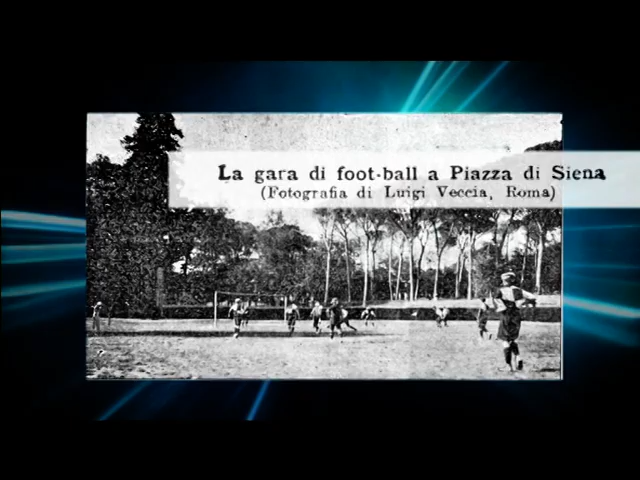 La gara di foot-ball a Piazza di Siena
(Fotografia di Luigi Veccia, Roma)